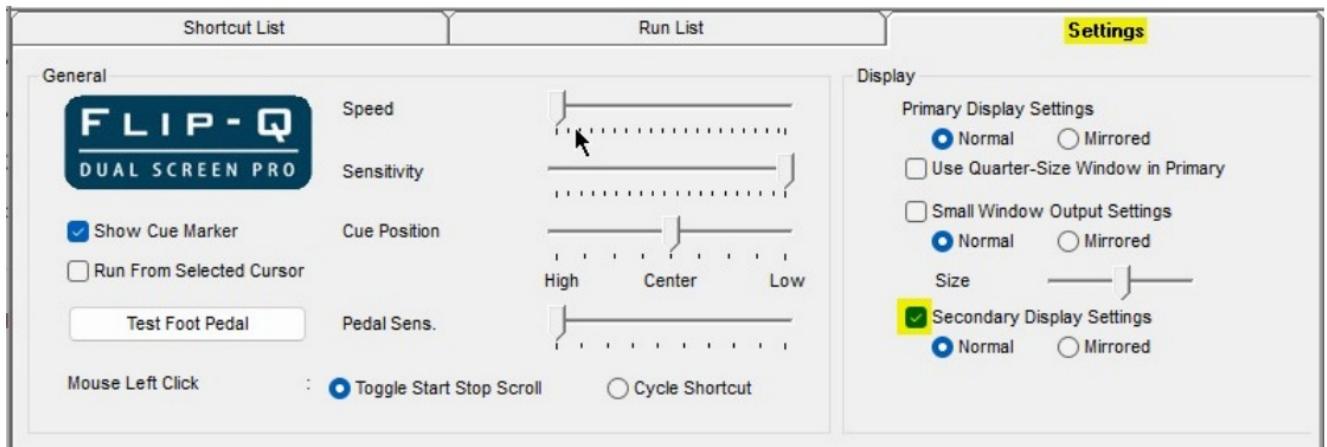 Shortcut List
Run List
Settings
General
FLIP-Q
DUAL SCREEN PRO
Speed
Sensitivity
Show Cue Marker
Cue Position
Run From Selected Cursor
High Center Low
Test Foot Pedal
Pedal Sens.
Mouse Left Click : Toggle Start Stop Scroll Cycle Shortcut
Display
Primary Display Settings
Normal Mirrored
Use Quarter-Size Window in Primary
Small Window Output Settings
Normal Mirrored
Size
Secondary Display Settings
Normal Mirrored